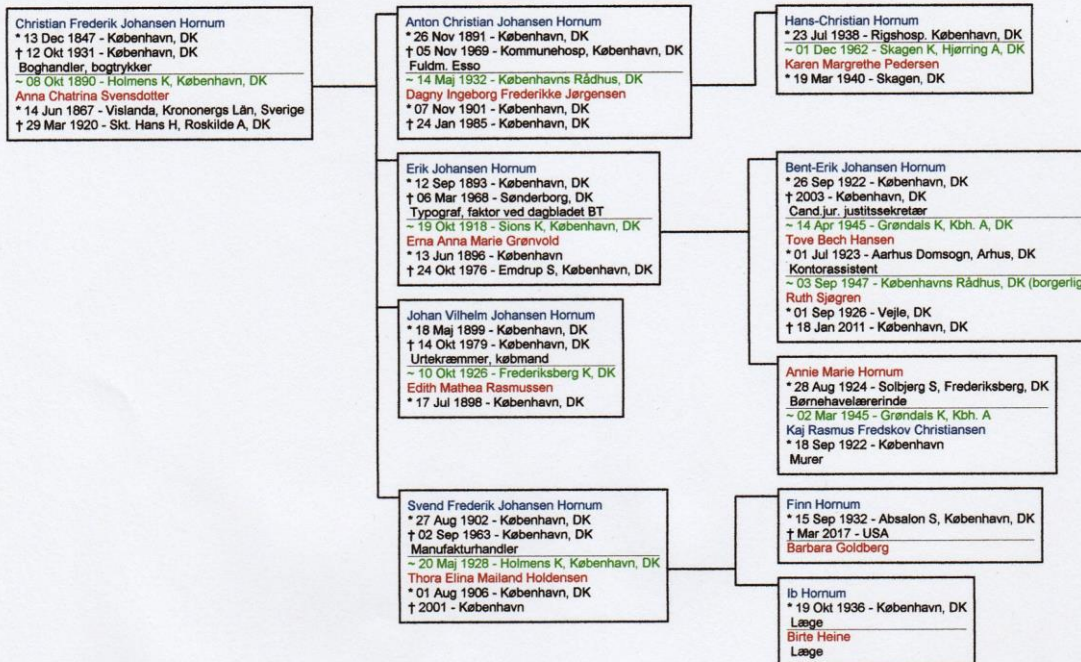 Christian Frederik Johansen Hornum
* 13 Dec 1847 - København, DK
† 12 Okt 1931 - København, DK
Boghandler, bogtrykker
~ 08 Okt 1890 - Holmens K, København, DK
Anna Chatrina Svensdotter
* 14 Jun 1867 - Vislanda, Krononergs Län, Sverige
† 29 Mar 1920 - Skt. Hans H, Roskilde A, DK
Anton Christian Johansen Hornum
* 26 Nov 1891 - København, DK
† 05 Nov 1969 - Kommunehosp, København, DK
Fuldm. Esso
~ 14 Maj 1932 - Københavns Rådhus, DK
Dagny Ingeborg Frederikke Jørgensen
* 07 Nov 1901 - København, DK
† 24 Jan 1985 - København, DK
Hans-Christian Hornum
* 23 Jul 1938 - Rigshosp. København, DK
~ 01 Dec 1962 - Skagen K, Hjørring A, DK
Karen Margrethe Pedersen
* 19 Mar 1940 - Skagen, DK
Erik Johansen Hornum
* 12 Sep 1893 - København, DK
† 06 Mar 1968 - Sønderborg, DK
Typograf, faktor ved dagbladet BT
~ 19 Okt 1918 - Sions K, København, DK
Erna Anna Marie Grønvold
* 13 Jun 1896 - København
† 24 Okt 1976 - Emdrup S, København, DK
Bent-Erik Johansen Hornum
* 26 Sep 1922 - København, DK
† 2003 - København, DK
Cand.jur. justitssekretær
~ 14 Apr 1945 - Grøndals K, Kbh. A, DK
Tove Bech Hansen
* 01 Jul 1923 - Aarhus Domsogn, Arhus, DK
Kontorassistent
~ 03 Sep 1947 - Københavns Rådhus, DK (borgerlig
Ruth Sjøgren
* 01 Sep 1926 - Vejle, DK
† 18 Jan 2011 - København, DK
Annie Marie Hornum
* 28 Aug 1924 - Solbjerg S, Frederiksberg, DK
Børnehavelærerinde
~ 02 Mar 1945 - Grøndals K, Kbh. A
Kaj Rasmus Fredskov Christiansen
* 18 Sep 1922 - København
Murer
Johan Vilhelm Johansen Hornum
* 18 Maj 1899 - København, DK
† 14 Okt 1979 - København, DK
Urtekræmmer, købmand
~ 10 Okt 1926 - Frederiksberg K, DK
Edith Mathea Rasmussen
* 17 Jul 1898 - København, DK
Svend Frederik Johansen Hornum
* 27 Aug 1902 - København, DK
† 02 Sep 1963 - København, DK
Manufakturhandler
~ 20 Maj 1928 - Holmens K, København, DK
Thora Elina Mailand Holdensen
* 01 Aug 1906 - København, DK
† 2001 - København
Finn Hornum
* 15 Sep 1932 - Absalon S, København, DK
† Mar 2017 - USA
Barbara Goldberg
Ib Hornum
* 19 Okt 1936 - København, DK
Læge
Birte Heine
Læge